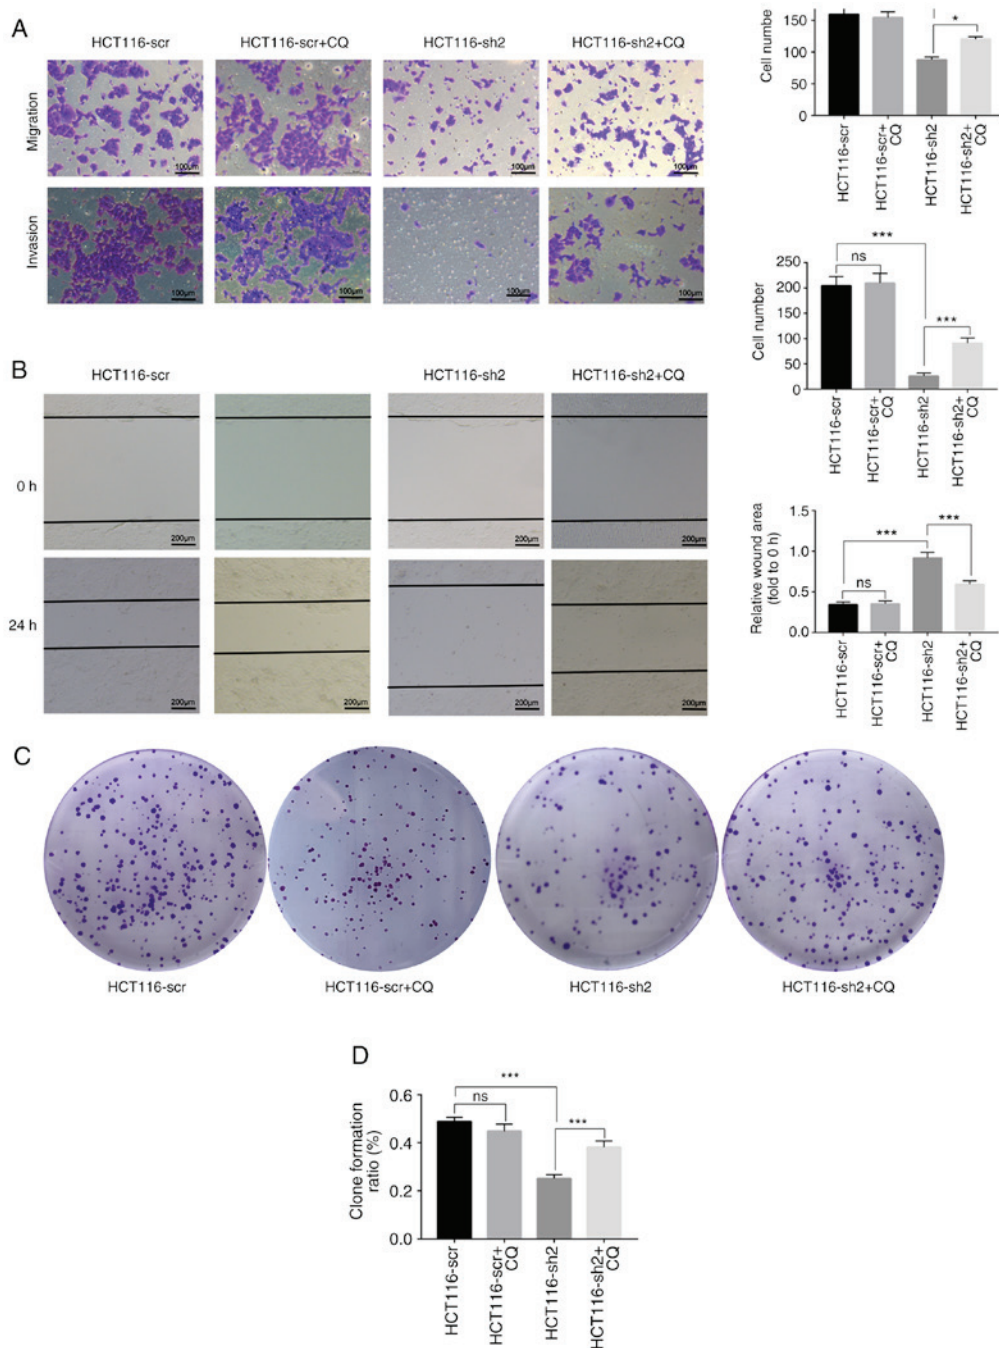 A
HCT116-scr
HCT116-scr+CQ
HCT116-sh2
HCT116-sh2+CQ
Migration
100µm
100µm
100µm
100µm
Invasion
100µm
100µm
100µm
100µm
Cell numbe
150
100
50
0
*
HCT116-scr
HCT116-scr+
CQ
HCT116-sh2
HCT116-sh2+
CQ
Cell number
250
200
150
100
50
0
***
ns
***
HCT116-scr
HCT116-scr+
CQ
HCT116-sh2
HCT116-sh2+
CQ
B
HCT116-scr
HCT116-sh2
HCT116-sh2+CQ
0 h
200µm
200µm
200µm
200µm
24 h
200µm
200µm
200µm
200µm
Relative wound area
(fold to 0 h)
1.5
1.0
0.5
0.0
***
***
ns
HCT116-scr
HCT116-scr+
CQ
HCT116-sh2
HCT116-sh2+
CQ
C
HCT116-scr
HCT116-scr+CQ
HCT116-sh2
HCT116-sh2+CQ
D
Clone formation
ratio (%)
0.6
0.4
0.2
0.0
***
ns
***
HCT116-scr
HCT116-scr+
CQ
HCT116-sh2
HCT116-sh2+
CQ